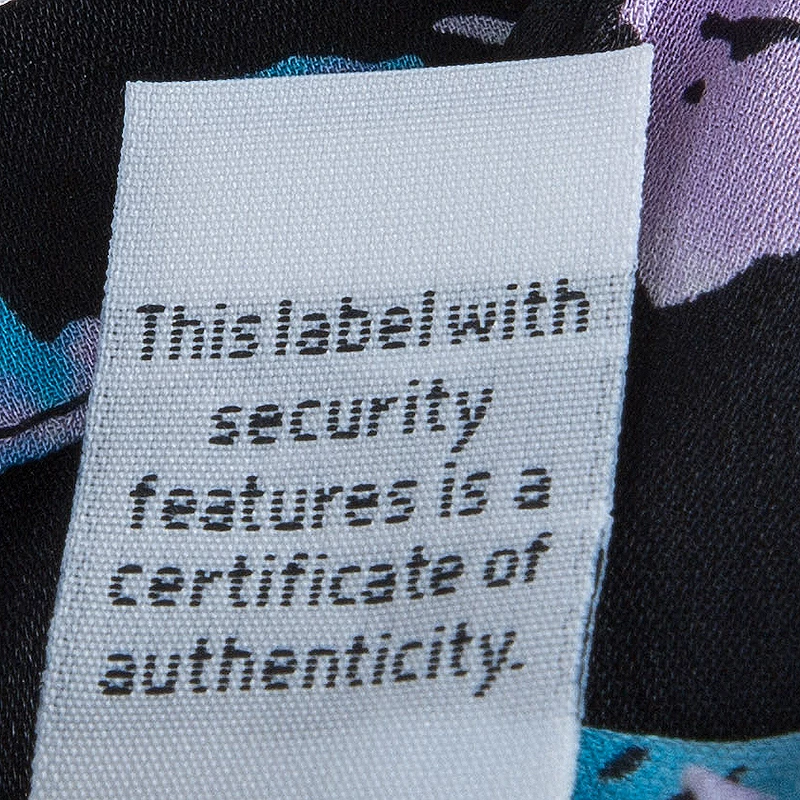 This label with
security
features is a
certificate of
authenticity.